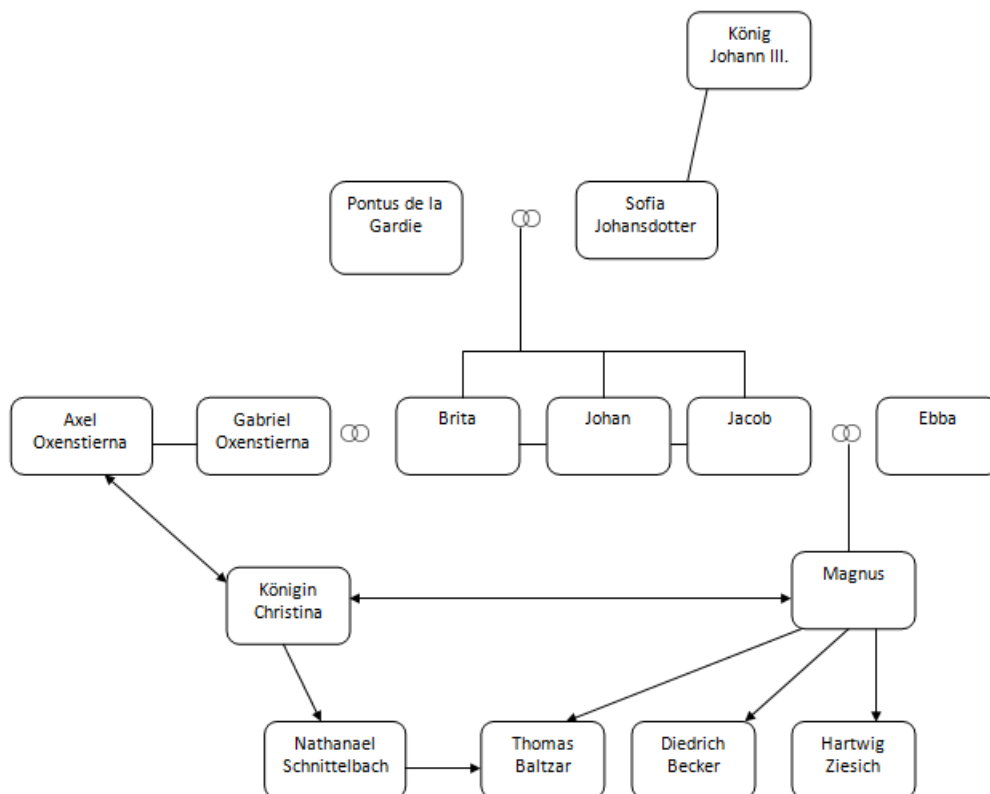 König
Johann III.
Pontus de la
Gardie
Sofia
Johansdotter
Axel
Oxenstierna
Gabriel
Oxenstierna
Brita
Johan
Jacob
Ebba
Königin
Christina
Magnus
Nathanael
Schnittelbach
Thomas
Baltzar
Diedrich
Becker
Hartwig
Ziesich